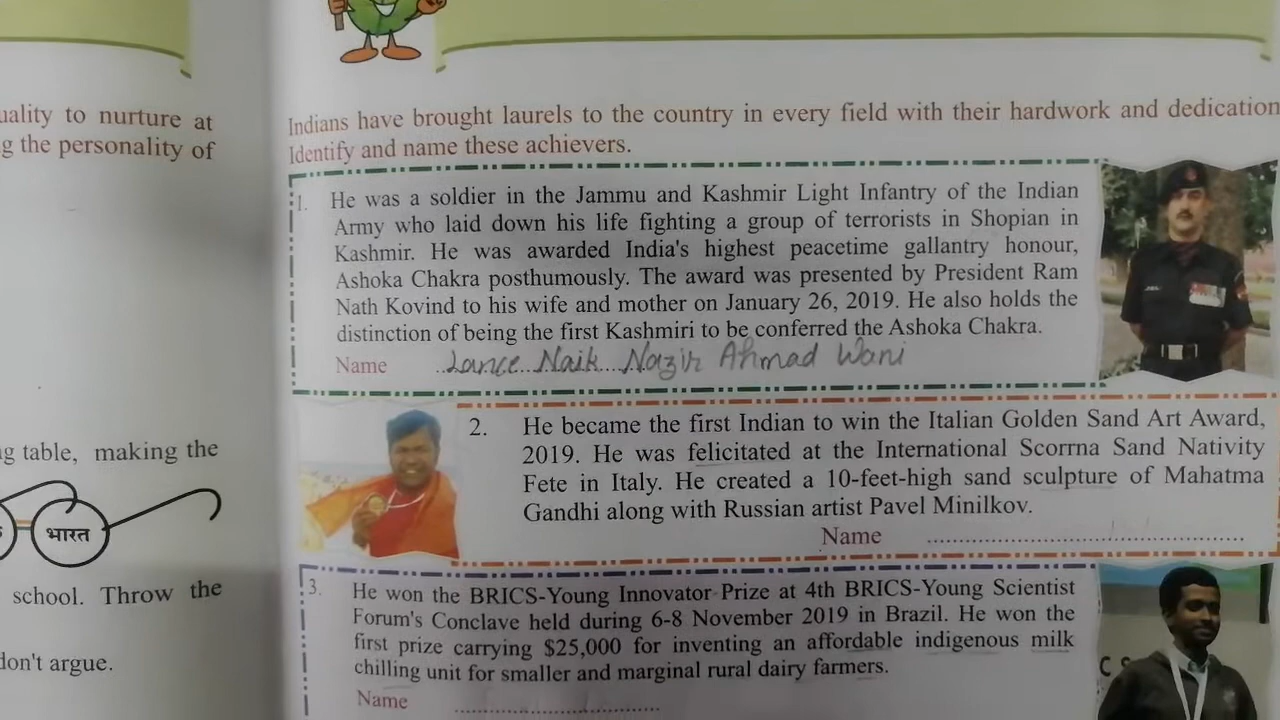 uality to nurture at
g the personality of
g table, making the
भारत
school. Throw the
don't argue.
Indians have brought laurels to the country in every field with their hardwork and dedication
Identify and name these achievers.
1. He was a soldier in the Jammu and Kashmir Light Infantry of the Indian
Army who laid down his life fighting a group of terrorists in Shopian in
Kashmir. He was awarded India's highest peacetime gallantry honour,
Ashoka Chakra posthumously. The award was presented by President Ram
Nath Kovind to his wife and mother on January 26, 2019. He also holds the
distinction of being the first Kashmiri to be conferred the Ashoka Chakra.
Name Lance Naik Nazir Ahmad Wani
2. He became the first Indian to win the Italian Golden Sand Art Award,
2019. He was felicitated at the International Scorrna Sand Nativity
Fete in Italy. He created a 10-feet-high sand sculpture of Mahatma
Gandhi along with Russian artist Pavel Minilkov.
Name
3. He won the BRICS-Young Innovator Prize at 4th BRICS-Young Scientist
Forum's Conclave held during 6-8 November 2019 in Brazil. He won the
first prize carrying $25,000 for inventing an affordable indigenous milk
chilling unit for smaller and marginal rural dairy farmers.
Name